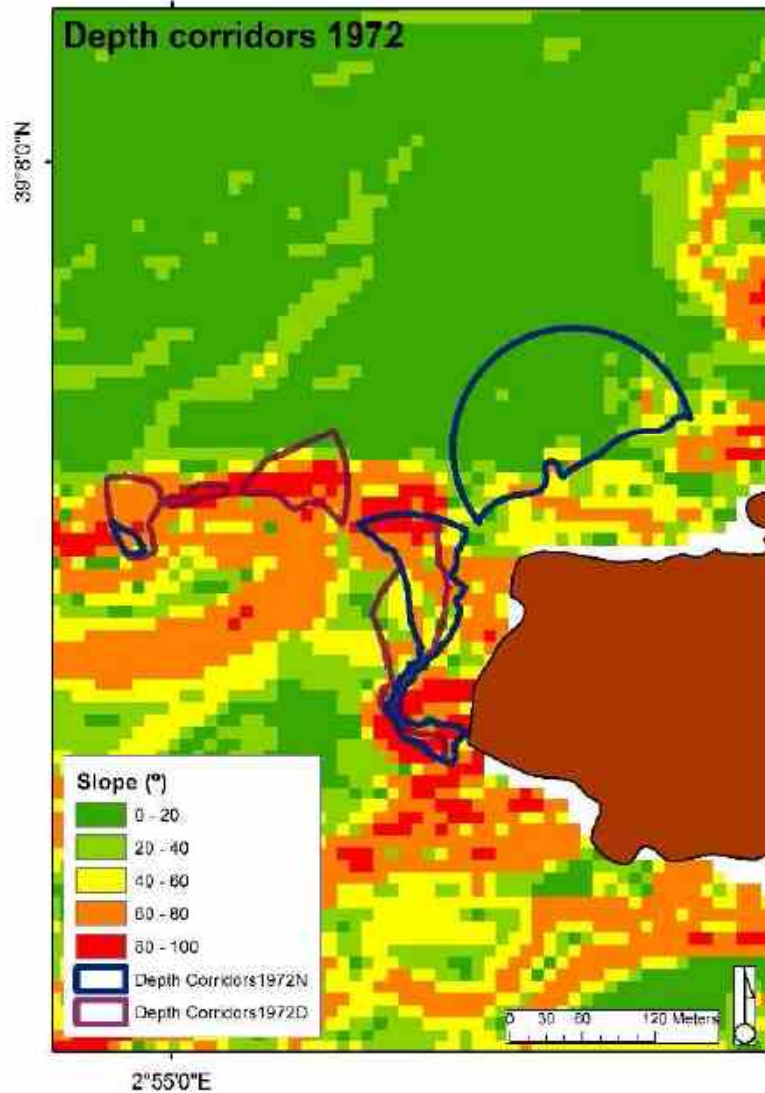 Depth corridors 1972
39°8'0"N
Slope (º)
0 - 20
20 - 40
40 - 60
60 - 80
80 - 100
Depth Corridors1972N
Depth Corridors1972D
0 30 60 120 Meters
2°55'0"E